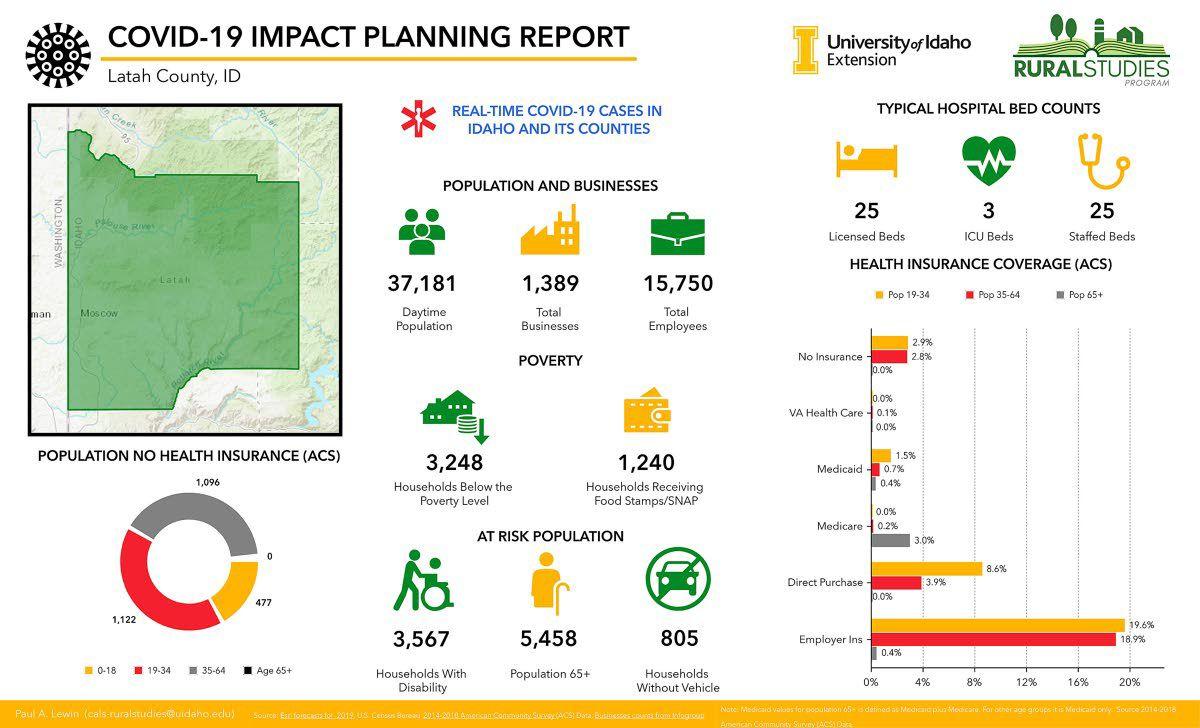 COVID-19 IMPACT PLANNING REPORT
Latah County, ID
University of Idaho
Extension
RURALSTUDIES
PROGRAM
Creek
95
River
WASHINGTON
IDAHO
Palouse River
Latah
man
Moscow
River
POPULATION NO HEALTH INSURANCE (ACS)
1,096
0
477
1,122
0-18
19-34
35-64
Age 65+
REAL-TIME COVID-19 CASES IN
IDAHO AND ITS COUNTIES
POPULATION AND BUSINESSES
37,181
1,389
15,750
Daytime
Population
Total
Businesses
Total
Employees
POVERTY
3,248
1,240
Households Below the
Poverty Level
Households Receiving
Food Stamps/SNAP
AT RISK POPULATION
3,567
5,458
805
Households With
Disability
Population 65+
Households
Without Vehicle
TYPICAL HOSPITAL BED COUNTS
25
3
25
Licensed Beds
ICU Beds
Staffed Beds
HEALTH INSURANCE COVERAGE (ACS)
Pop 19-34
Pop 35-64
Pop 65+
No Insurance
2.9%
2.8%
0.0%
VA Health Care
0.0%
0.1%
0.0%
Medicaid
1.5%
0.7%
0.4%
Medicare
0.0%
0.2%
3.0%
Direct Purchase
8.6%
3.9%
0.0%
Employer Ins
19.6%
18.9%
0.4%
0%
4%
8%
12%
16%
20%
Paul A. Lewin (cals-ruralstudies@uidaho.edu)
Source: Esri forecasts for 2019, U.S. Census Bureau 2014-2018 American Community Survey (ACS) Data, Businesses counts from Infogroup
Note: Medicaid values for population 65+ is defined as Medicaid plus Medicare. For other age groups it is Medicaid only. Source 2014-2018
American Community Survey (ACS) Data.